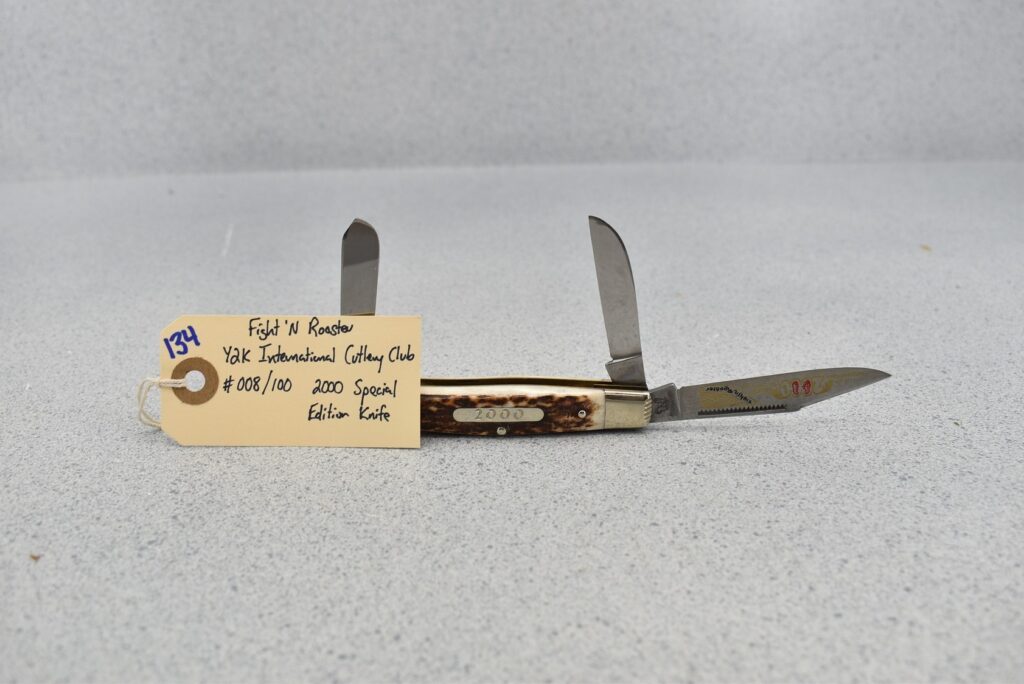 134
Fight 'N Rooster
Y2K International Cutlery Club
#008/100 2000 Special
Edition Knife
2000